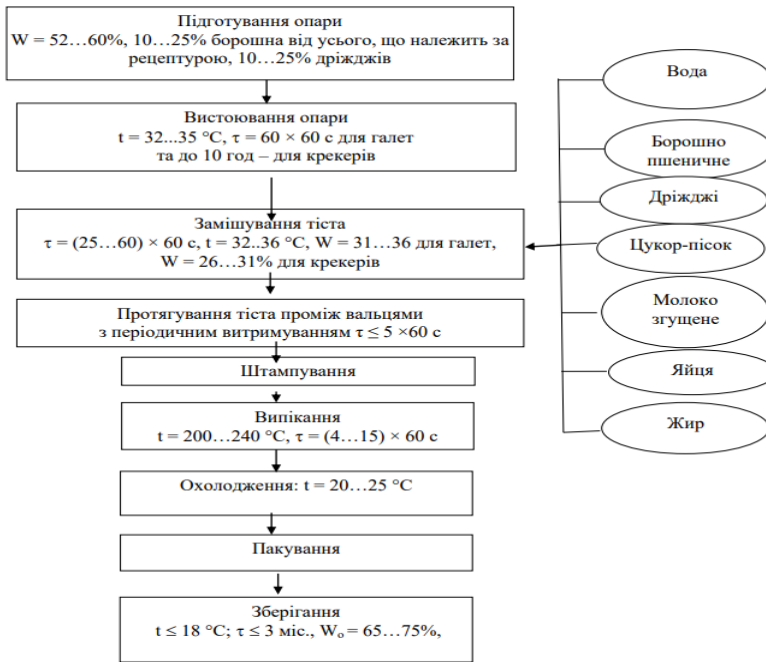 Підготування опари
W = 52…60%, 10…25% борошна від усього, що належить за
рецептурою, 10…25% дріжджів
Вистоювання опари
t = 32...35 °С, τ = 60 × 60 с для галет
та до 10 год – для крекерів
Замішування тіста
τ = (25…60) × 60 с, t = 32..36 °С, W = 31…36 для галет,
W = 26…31% для крекерів
Протягування тіста проміж вальцями
з періодичним витримуванням τ ≤ 5 ×60 с
Штампування
Випікання
t = 200…240 °С, τ = (4…15) × 60 с
Охолодження: t = 20…25 °С
Пакування
Зберігання
t ≤ 18 °С; τ ≤ 3 міс., Wо = 65…75%,
Вода
Борошно
пшеничне
Дріжджі
Цукор-пісок
Молоко
згущене
Яйця
Жир